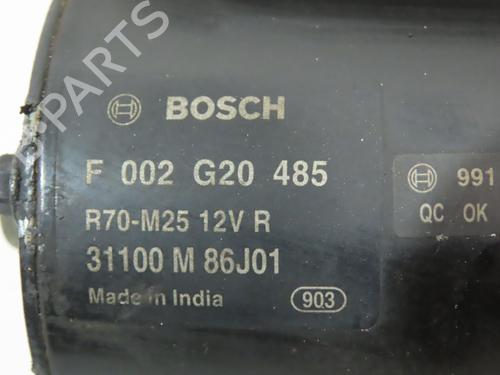 B PARTS
BOSCH
F 002 G20 485
R70-M25 12V R
31100 M 86J01
Made in India 903
991
QC OK